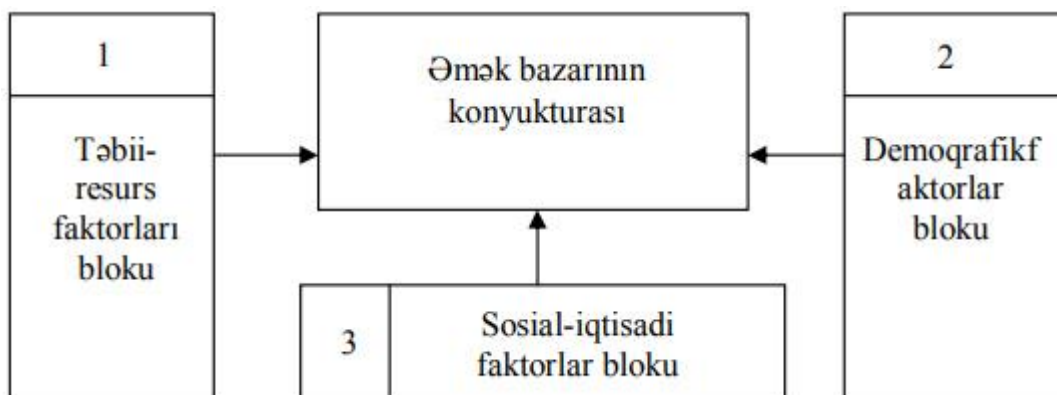 1
Təbii-
resurs
faktorları
bloku
Əmək bazarının
konyukturası
2
Demoqrafikf
aktorlar
bloku
3
Sosial-iqtisadi
faktorlar bloku